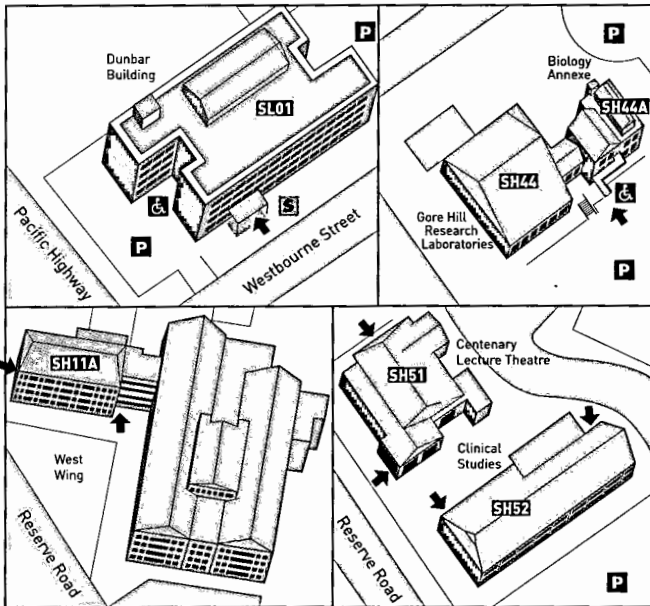 P
Dunbar
Building
SL01
P
S
Pacific Highway
Westbourne Street
P
Biology
Annexe
SH44A
SH44
Gore Hill
Research
Laboratories
P
SH11A
West
Wing
Reserve Road
Centenary
Lecture Theatre
SH51
Clinical
Studies
SH52
Reserve Road
P